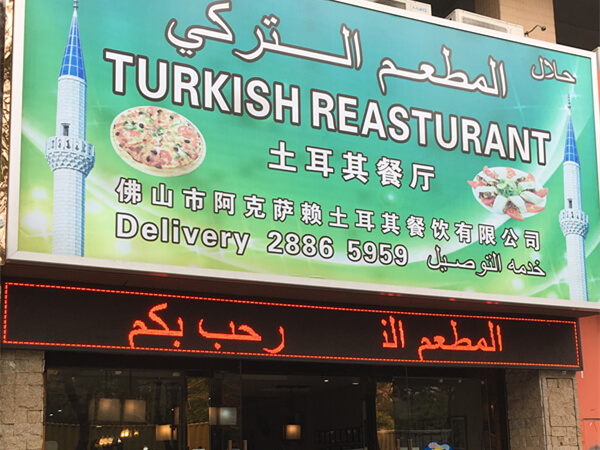 المطعم التركي حلال
TURKISH REASTURANT
土耳其餐厅
佛山市阿克萨赖土耳其餐饮有限公司
Delivery 2886 5959 خدمه التوصيل
المطعم الذ رحب بكم